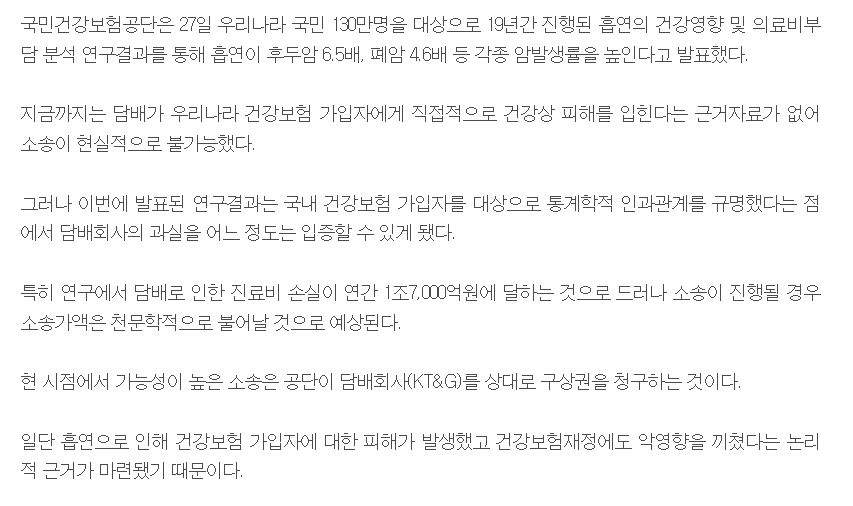 국민건강보험공단은 27일 우리나라 국민 130만명을 대상으로 19년간 진행된 흡연의 건강영향 및 의료비부
담 분석 연구결과를 통해 흡연이 후두암 6.5배, 폐암 4.6배 등 각종 암발생률을 높인다고 발표했다.
지금까지는 담배가 우리나라 건강보험 가입자에게 직접적으로 건강상 피해를 입힌다는 근거자료가 없어
소송이 현실적으로 불가능했다.
그러나 이번에 발표된 연구결과는 국내 건강보험 가입자를 대상으로 통계학적 인과관계를 규명했다는 점
에서 담배회사의 과실을 어느 정도는 입증할 수 있게 됐다.
특히 연구에서 담배로 인한 진료비 손실이 연간 1조7,000억원에 달하는 것으로 드러나 소송이 진행될 경우
소송가액은 천문학적으로 불어날 것으로 예상된다.
현 시점에서 가능성이 높은 소송은 공단이 담배회사(KT&G)를 상대로 구상권을 청구하는 것이다.
일단 흡연으로 인해 건강보험 가입자에 대한 피해가 발생했고 건강보험재정에도 악영향을 끼쳤다는 논리
적 근거가 마련됐기 때문이다.